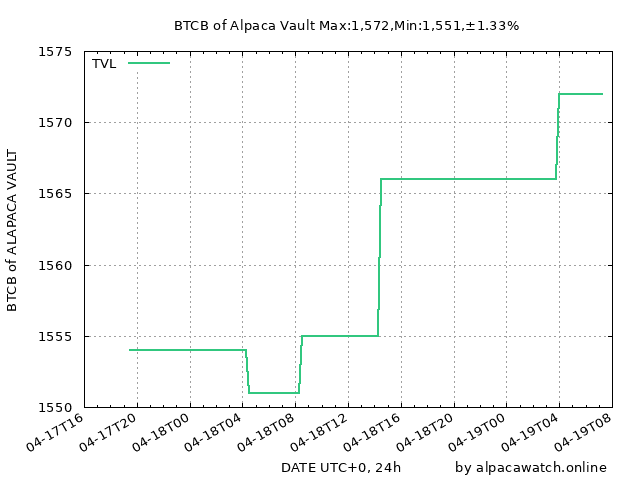 BTCB of Alpaca Vault Max:1,572,Min:1,551,±1.33%
TVL
1575
1570
1565
1560
1555
1550
BTCB of ALAPACA VAULT
04-17T16
04-17T20
04-18T00
04-18T04
04-18T08
04-18T12
04-18T16
04-18T20
04-19T00
04-19T04
04-19T08
DATE UTC+0, 24h
by alpacawatch.online